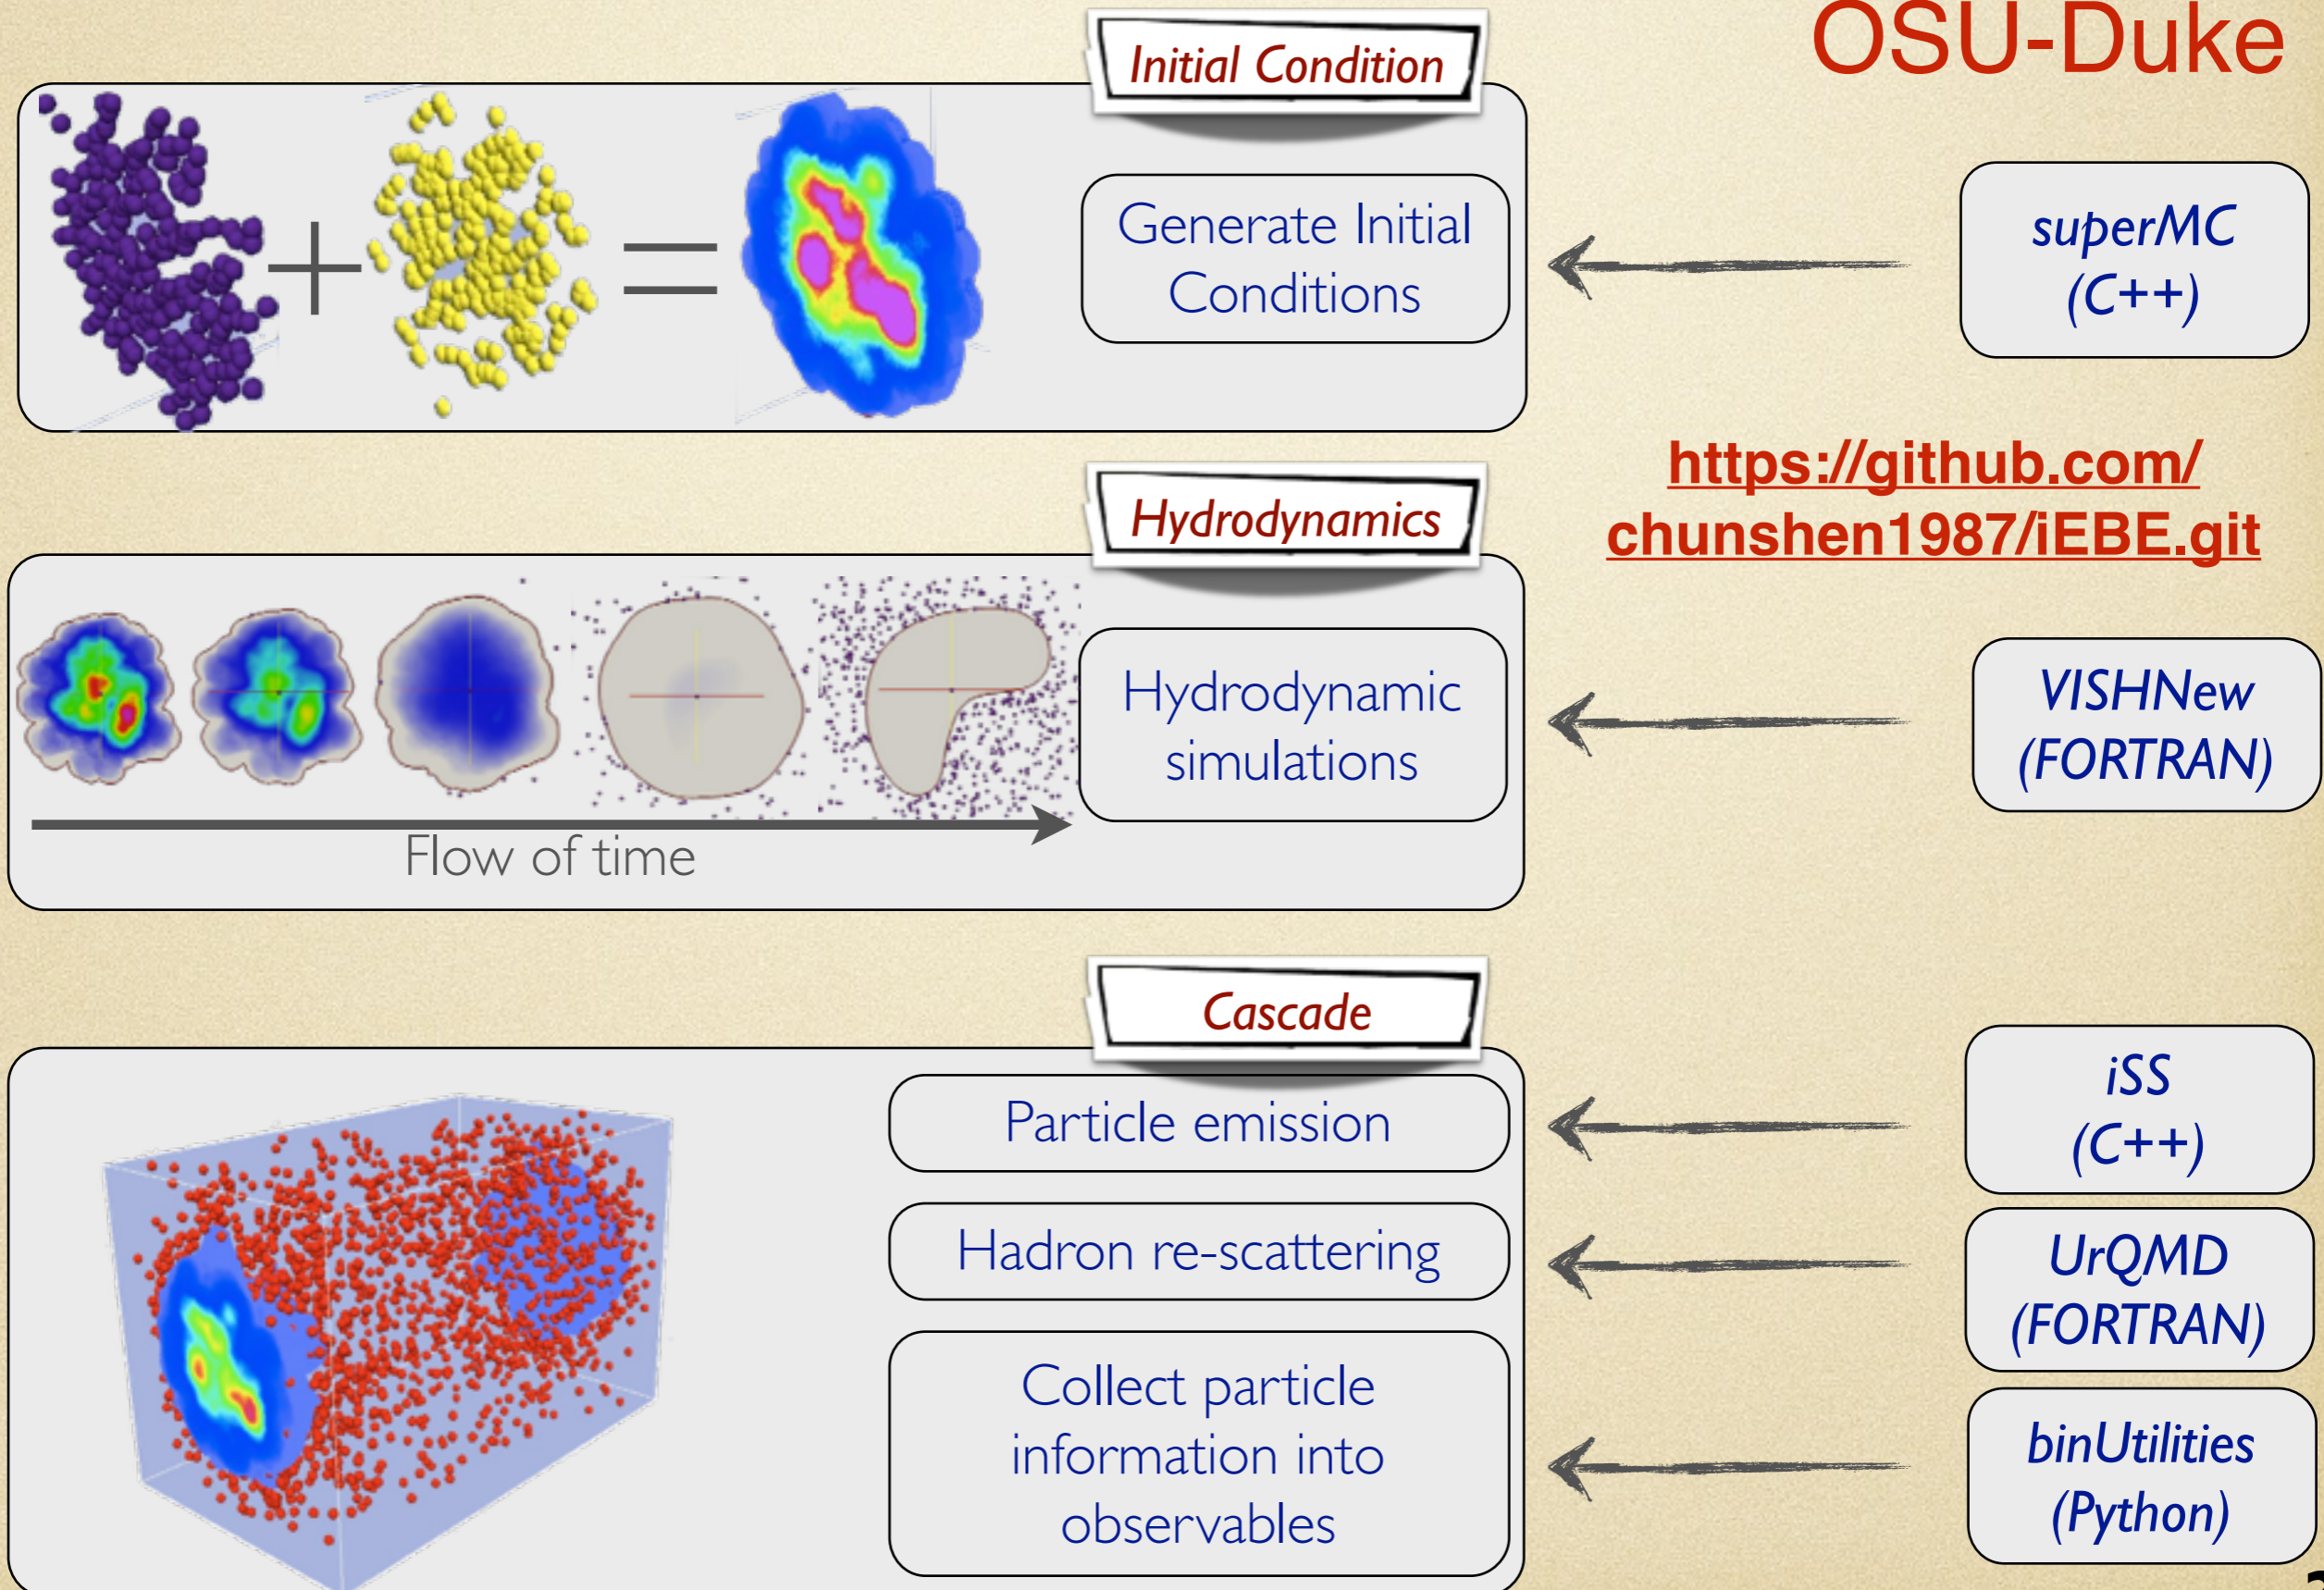 OSU-Duke
Initial Condition
Generate Initial
Conditions
superMC
(C++)
https://github.com/
chunshen1987/iEBE.git
Hydrodynamics
Hydrodynamic
simulations
VISHNew
(FORTRAN)
Flow of time
Cascade
Particle emission
iSS
(C++)
Hadron re-scattering
UrQMD
(FORTRAN)
Collect particle
information into
observables
binUtilities
(Python)